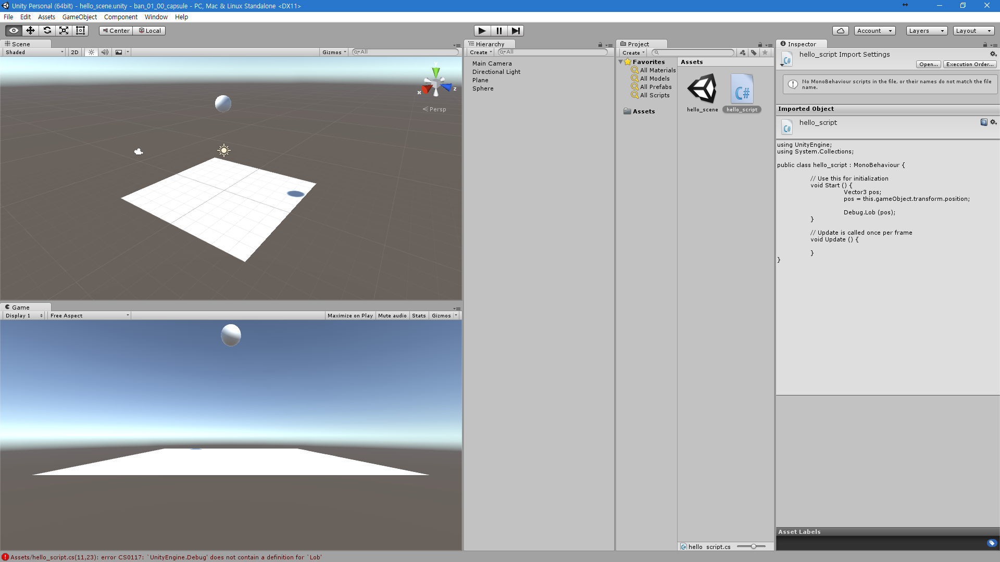 Unity Personal (64bit) - hello_scene.unity - ban_01_00_capsule - PC, Mac & Linux Standalone <DX11>
File Edit Assets GameObject Component Window Help
Center Local
Account Layers Layout
Scene
Shaded 2D Gizmos All
y
x
z
Persp
Game
Display 1 Free Aspect Maximize on Play Mute audio Stats Gizmos
Hierarchy
Create All
Main Camera
Directional Light
Plane
Sphere
Project
Create
Favorites
All Materials
All Models
All Prefabs
All Scripts
Assets
Assets
C#
hello_scene hello_script
C# hello_script.cs
Inspector
C# hello_script Import Settings
Open... Execution Order...
No MonoBehaviour scripts in the file, or their names do not match the file
name.
Imported Object
C# hello_script
using UnityEngine;
using System.Collections;
public class hello_script : MonoBehaviour {
// Use this for initialization
void Start () {
Vector3 pos;
pos = this.gameObject.transform.position;
Debug.Lob (pos);
}
// Update is called once per frame
void Update () {
}
}
Asset Labels
Assets/hello_script.cs(11,23): error CS0117: `UnityEngine.Debug' does not contain a definition for `Lob'